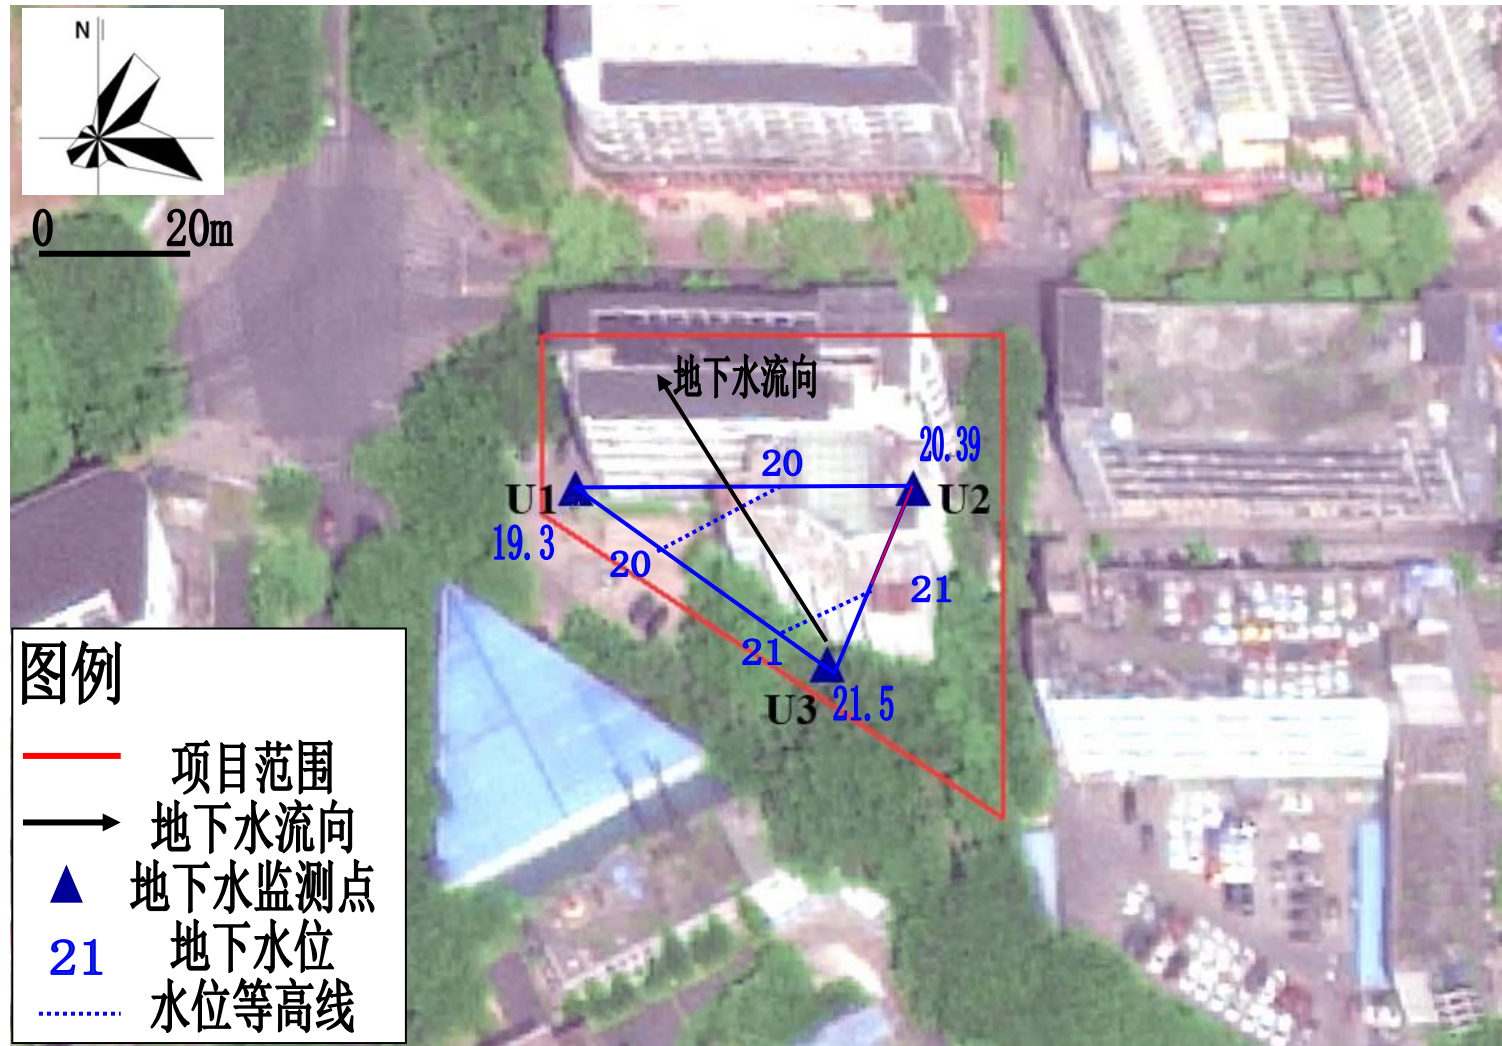 N
0 20m
地下水流向
20.39
20
U1
U2
19.3
20
21
21
U3
21.5
图例
项目范围
地下水流向
地下水监测点
21 地下水位
水位等高线